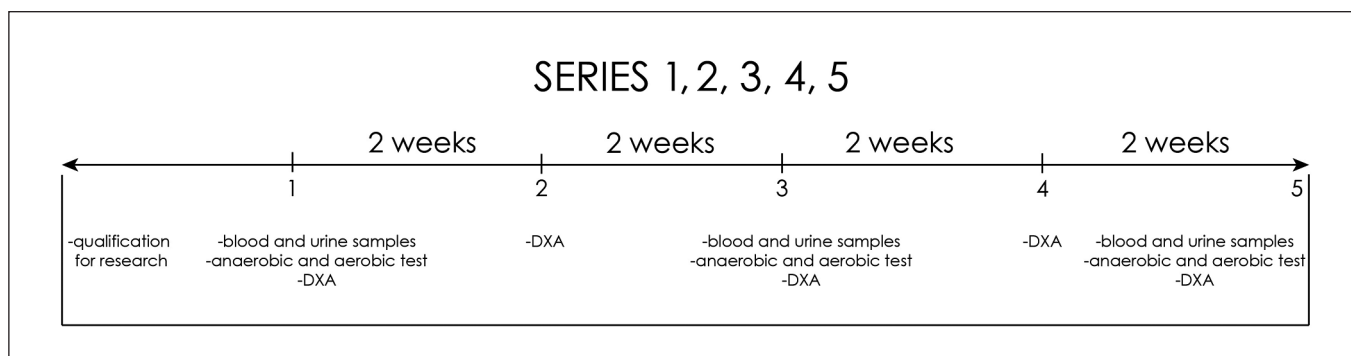 SERIES 1, 2, 3, 4, 5
2 weeks
2 weeks
2 weeks
2 weeks
1
2
3
4
5
-qualification
for research
-blood and urine samples
-anaerobic and aerobic test
-DXA
-DXA
-blood and urine samples
-anaerobic and aerobic test
-DXA
-DXA
-blood and urine samples
-anaerobic and aerobic test
-DXA